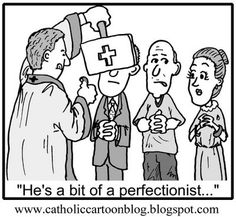 "He's a bit of a perfectionist..."
www.catholiccartoonblog.blogspot.com